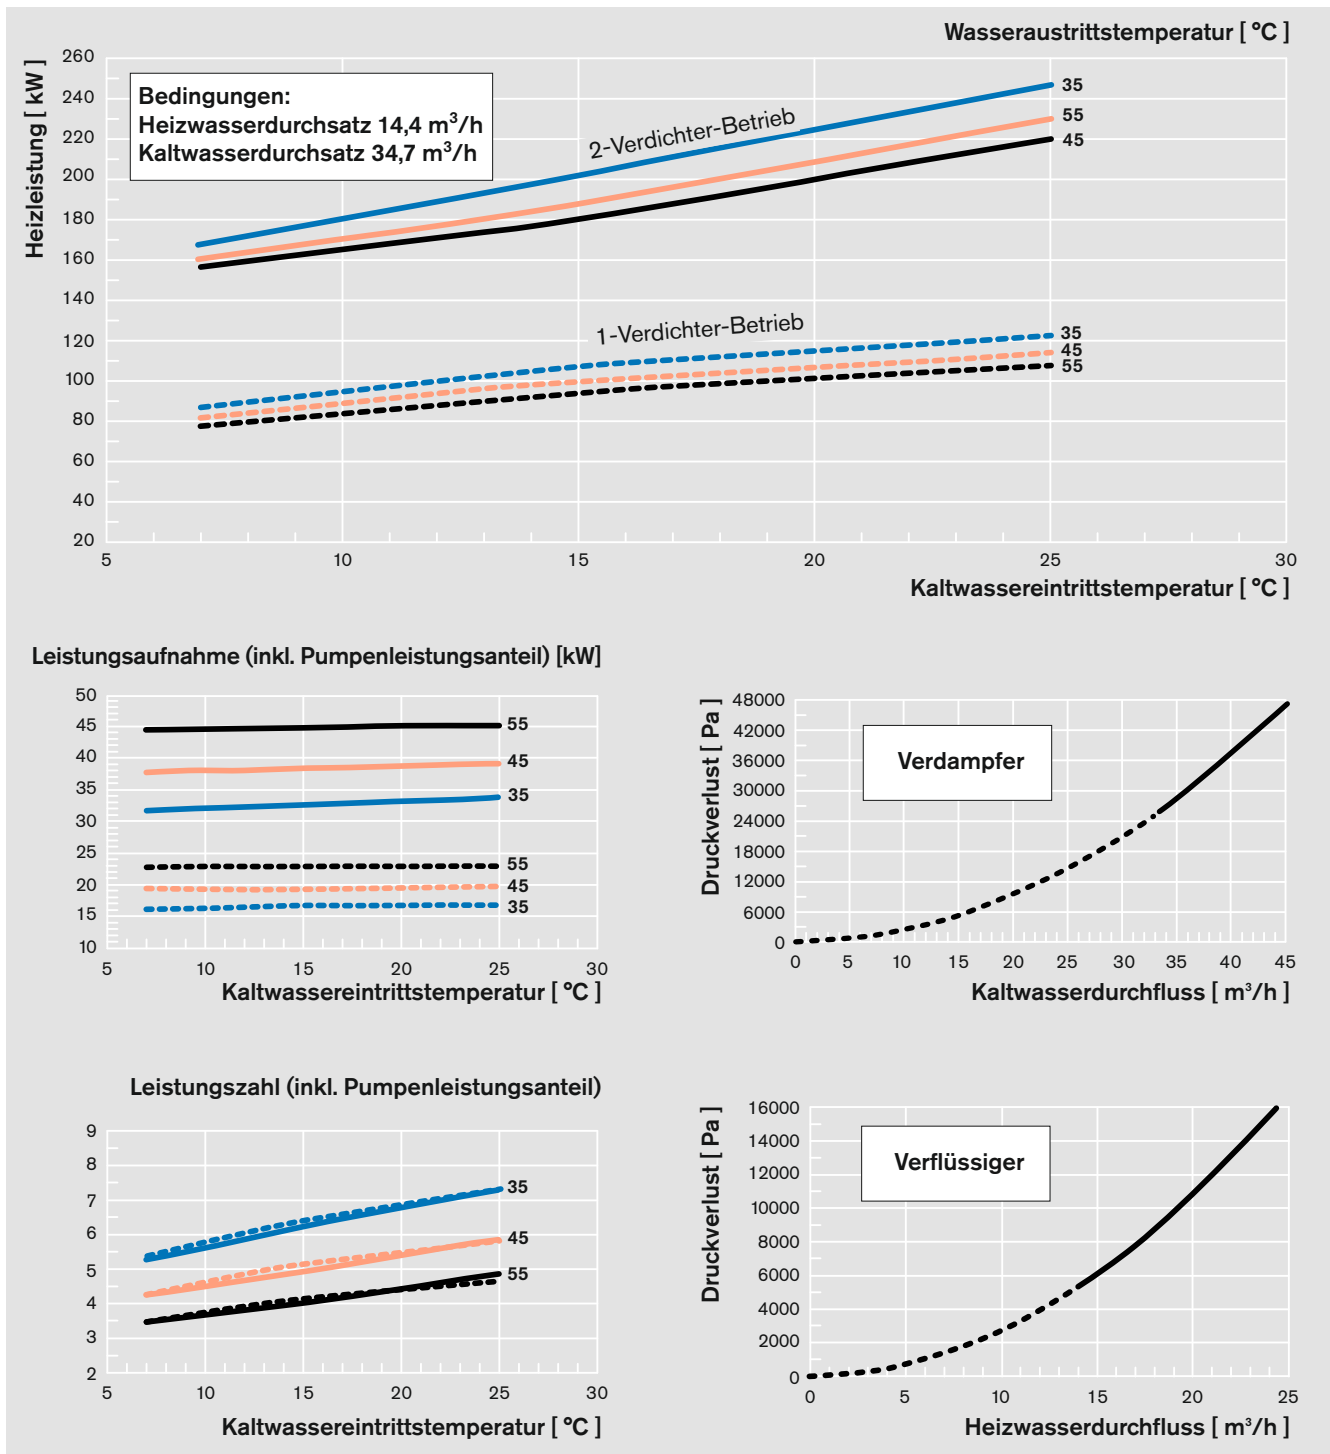 Wasseraustrittstemperatur [ °C ]
Heizleistung [ kW ]
260
240
220
200
180
160
140
120
100
80
60
40
20
Bedingungen:
Heizwasserdurchsatz 14,4 m³/h
Kaltwasserdurchsatz 34,7 m³/h
2-Verdichter-Betrieb
35
55
45
1-Verdichter-Betrieb
35
45
55
5 10 15 20 25 30
Kaltwassereintrittstemperatur [ °C ]
Leistungsaufnahme (inkl. Pumpenleistungsanteil) [kW]
50
45
40
35
30
25
20
15
10
55
45
35
55
45
35
5 10 15 20 25 30
Kaltwassereintrittstemperatur [ °C ]
Druckverlust [ Pa ]
48000
42000
36000
30000
24000
18000
12000
6000
0
Verdampfer
0 5 10 15 20 25 30 35 40 45
Kaltwasserdurchfluss [ m³/h ]
Leistungszahl (inkl. Pumpenleistungsanteil)
9
8
7
6
5
4
3
2
35
45
55
5 10 15 20 25 30
Kaltwassereintrittstemperatur [ °C ]
Druckverlust [ Pa ]
16000
14000
12000
10000
8000
6000
4000
2000
0
Verflüssiger
0 5 10 15 20 25
Heizwasserdurchfluss [ m³/h ]